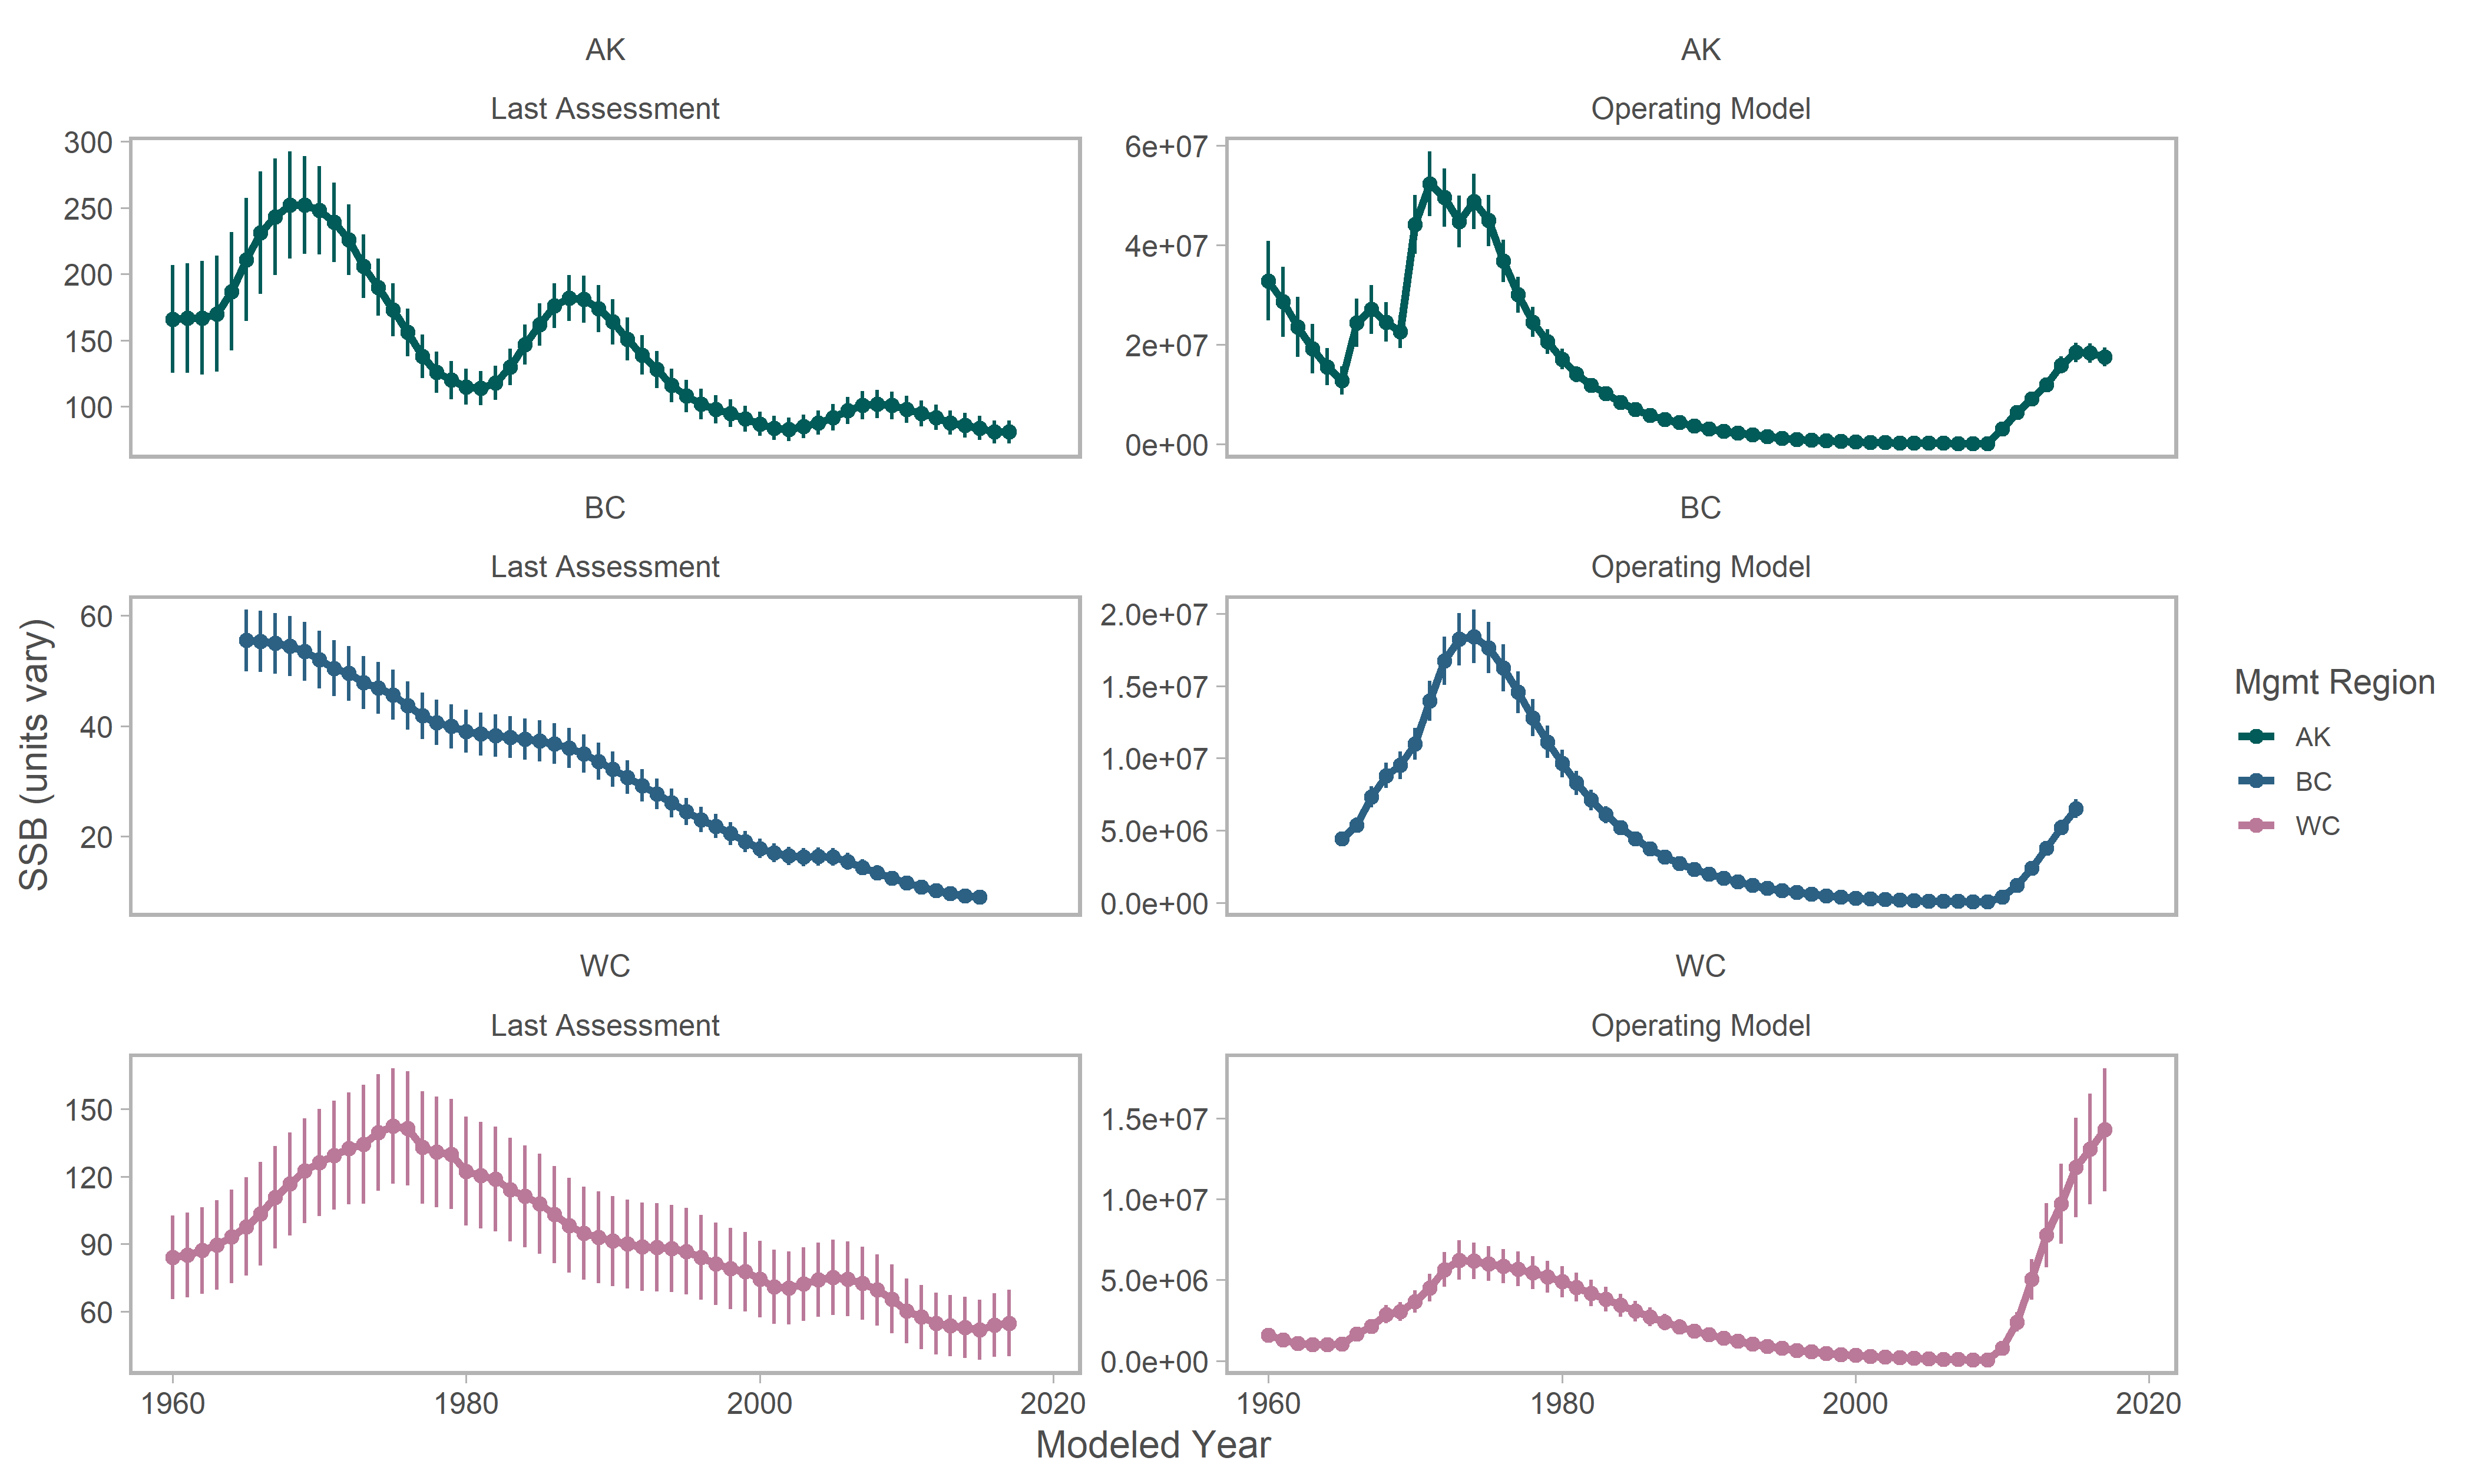 AK
Last Assessment
300
250
200
150
100
AK
Operating Model
6e+07
4e+07
2e+07
0e+00
BC
Last Assessment
60
40
20
BC
Operating Model
2.0e+07
1.5e+07
1.0e+07
5.0e+06
0.0e+00
WC
Last Assessment
150
120
90
60
1960
1980
2000
2020
WC
Operating Model
1.5e+07
1.0e+07
5.0e+06
0.0e+00
1960
1980
2000
2020
SSB (units vary)
Modeled Year
Mgmt Region
AK
BC
WC